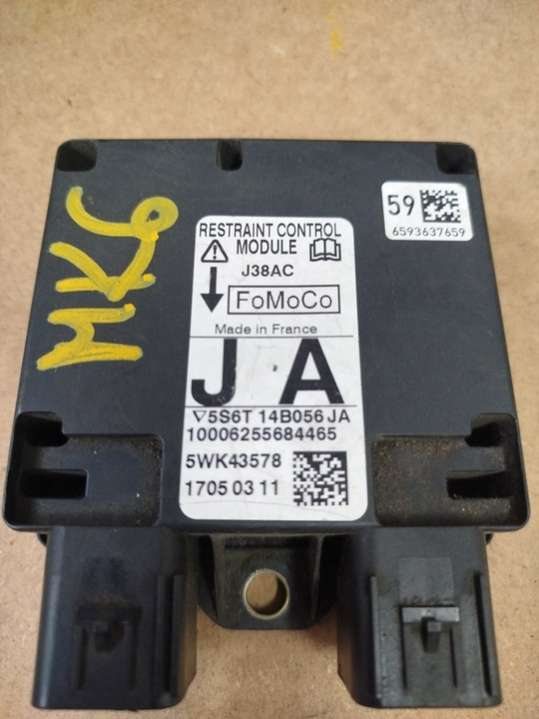 MK6
59
6593637659
RESTRAINT CONTROL
MODULE
J38AC
FoMoCo
Made in France
J A
5S6T 14B056 JA
10006255684465
5WK43578
1705 03 11